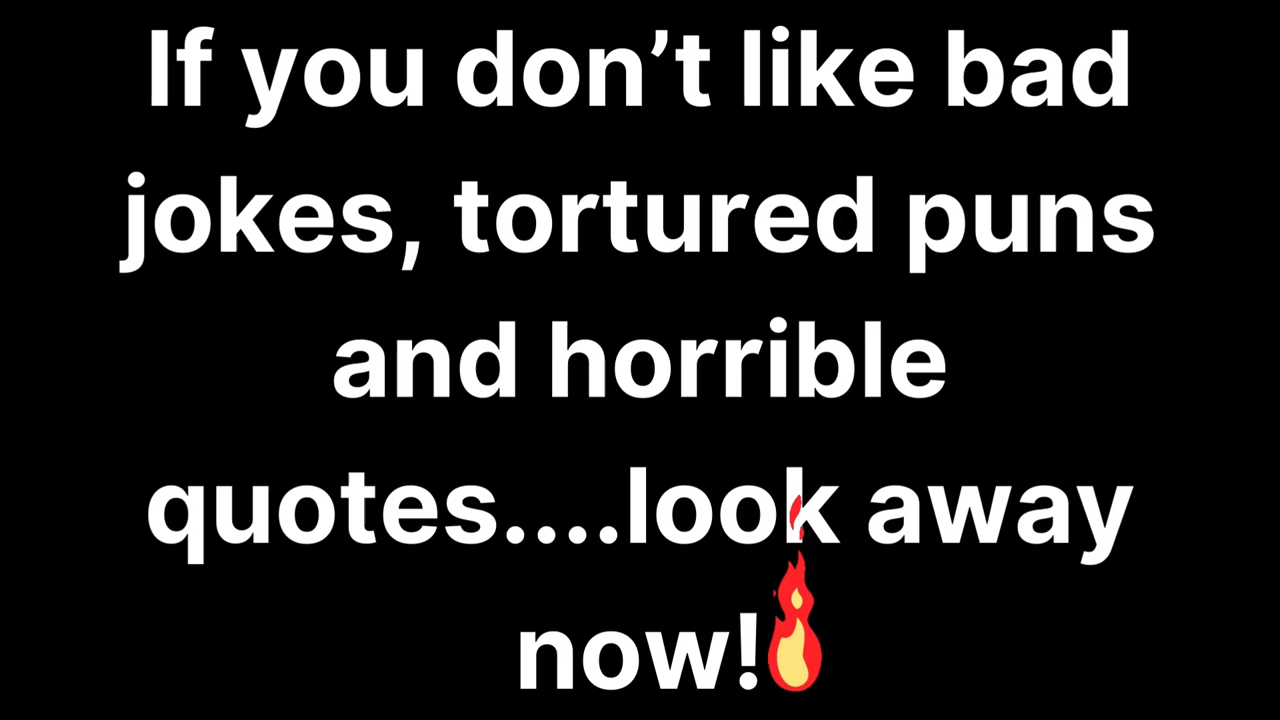 If you don’t like bad
jokes, tortured puns
and horrible
quotes....look away
now!